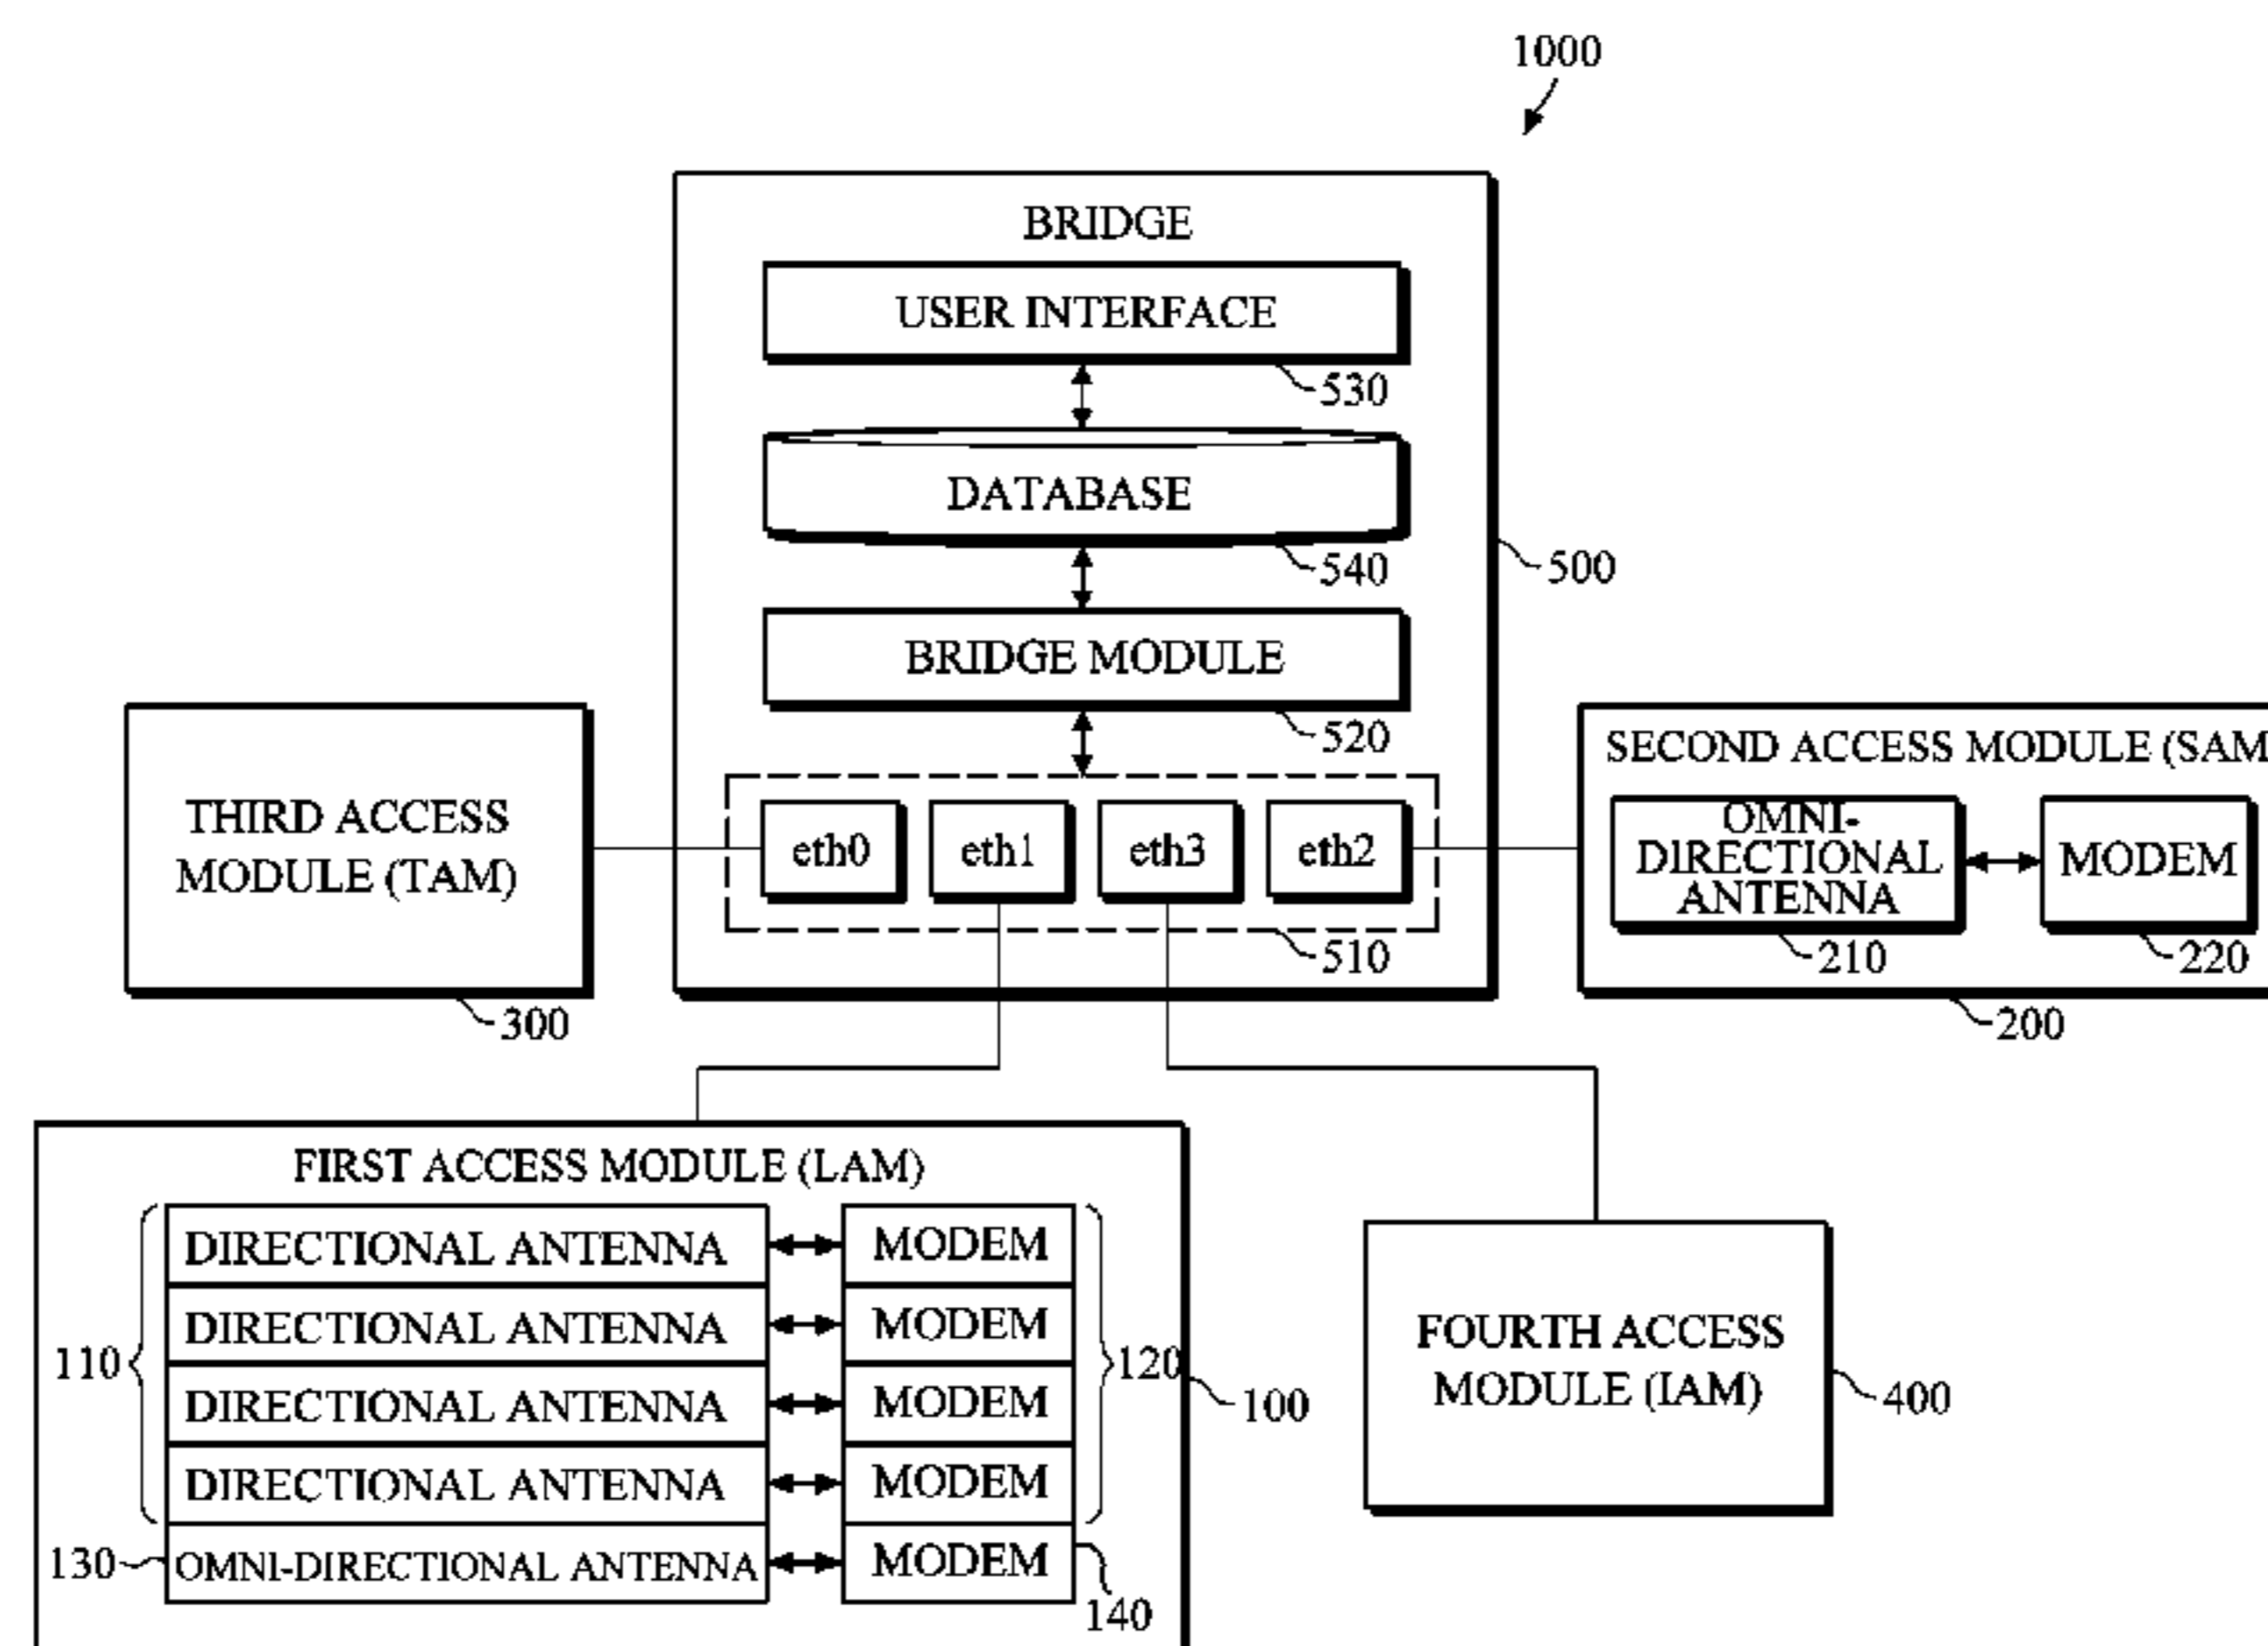 1000
BRIDGE
USER INTERFACE
530
DATABASE
540
500
BRIDGE MODULE
520
THIRD ACCESS
MODULE (TAM)
300
eth0
eth1
eth3
eth2
510
SECOND ACCESS MODULE (SAM
OMNI-
DIRECTIONAL
ANTENNA
MODEM
210
220
200
FIRST ACCESS MODULE (LAM)
DIRECTIONAL ANTENNA
MODEM
DIRECTIONAL ANTENNA
MODEM
110
120
DIRECTIONAL ANTENNA
MODEM
100
DIRECTIONAL ANTENNA
MODEM
130
OMNI-DIRECTIONAL ANTENNA
MODEM
140
FOURTH ACCESS
MODULE (IAM)
400